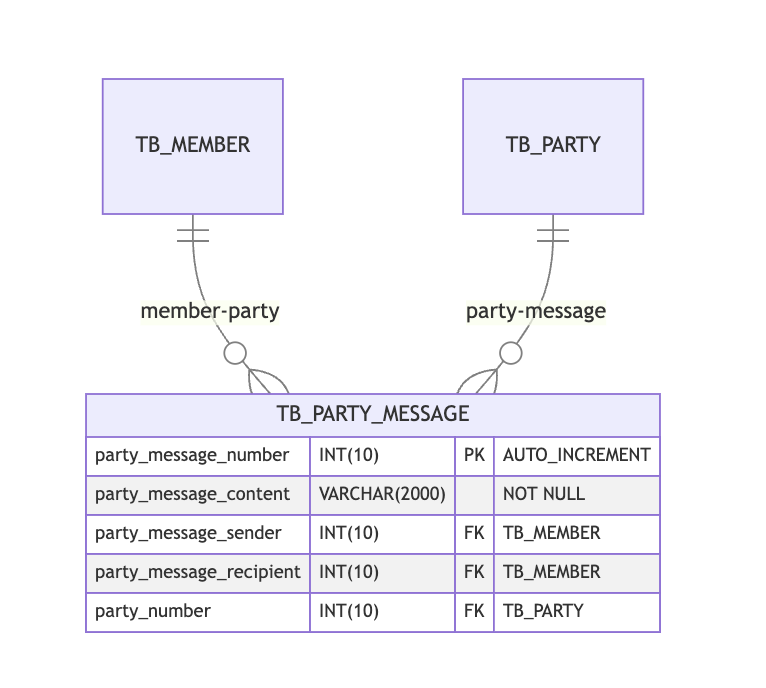 TB_MEMBER TB_PARTY
member-party party-message
TB_PARTY_MESSAGE
party_message_number INT(10) PK AUTO_INCREMENT
party_message_content VARCHAR(2000) NOT NULL
party_message_sender INT(10) FK TB_MEMBER
party_message_recipient INT(10) FK TB_MEMBER
party_number INT(10) FK TB_PARTY